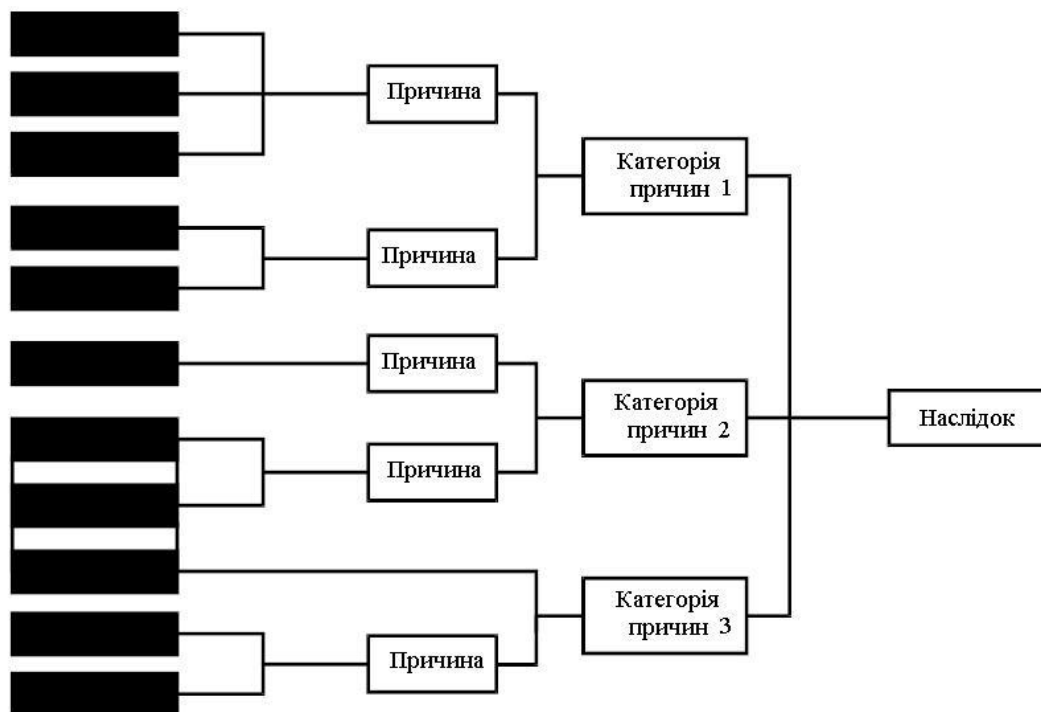 Причина
Категорія
причин 1
Причина
Причина
Категорія
причин 2
Наслідок
Причина
Категорія
причин 3
Причина